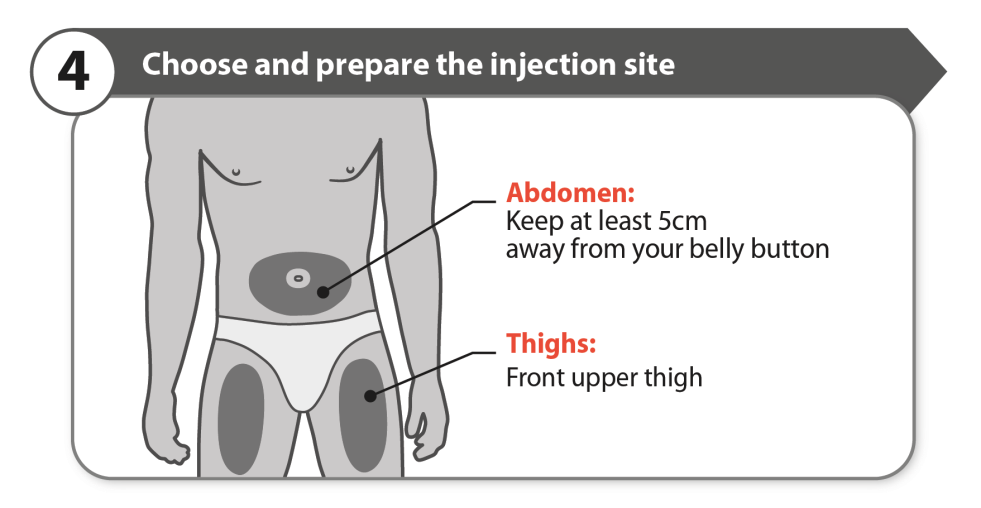 4
Choose and prepare the injection site
Abdomen:
Keep at least 5cm
away from your belly button
Thighs:
Front upper thigh